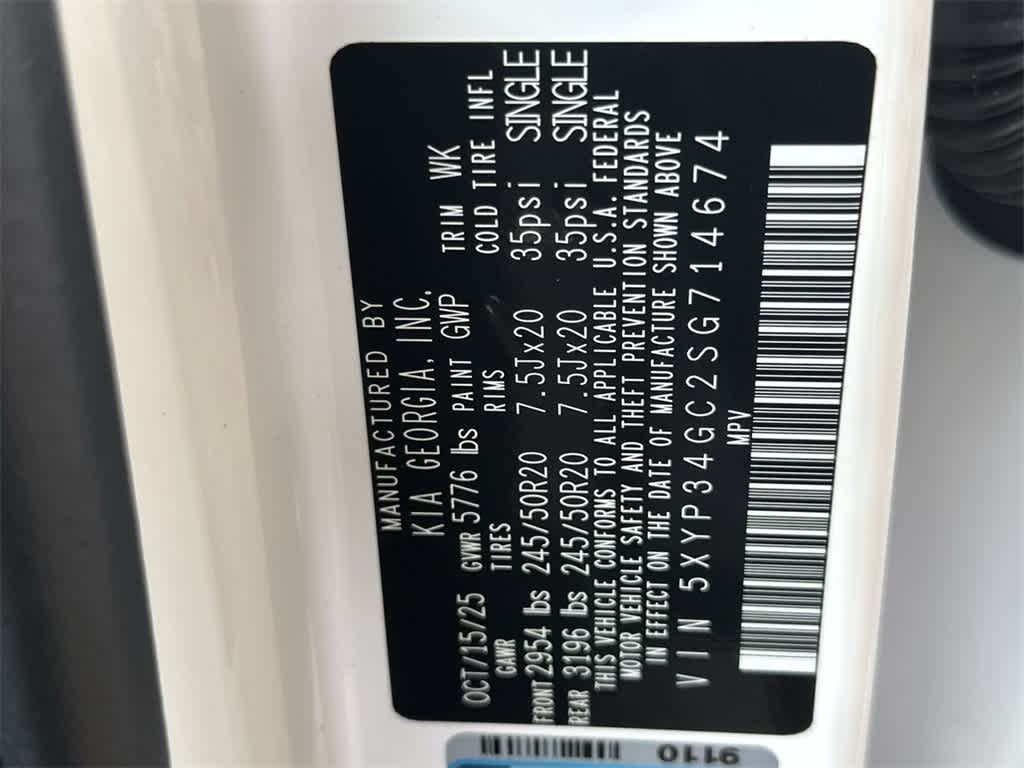 MANUFACTURED BY
KIA GEORGIA, INC.
OCT/15/25 GVWR 5776 lbs PAINT GWP TRIM WK
GAWR TIRES RIMS COLD TIRE INFL
FRONT 2954 lbs 245/50R20 7.5Jx20 35psi SINGLE
REAR 3196 lbs 245/50R20 7.5Jx20 35psi SINGLE
THIS VEHICLE CONFORMS TO ALL APPLICABLE U.S.A. FEDERAL
MOTOR VEHICLE SAFETY AND THEFT PREVENTION STANDARDS
IN EFFECT ON THE DATE OF MANUFACTURE SHOWN ABOVE
VIN 5XYP34GC2SG714674
MPV
9110